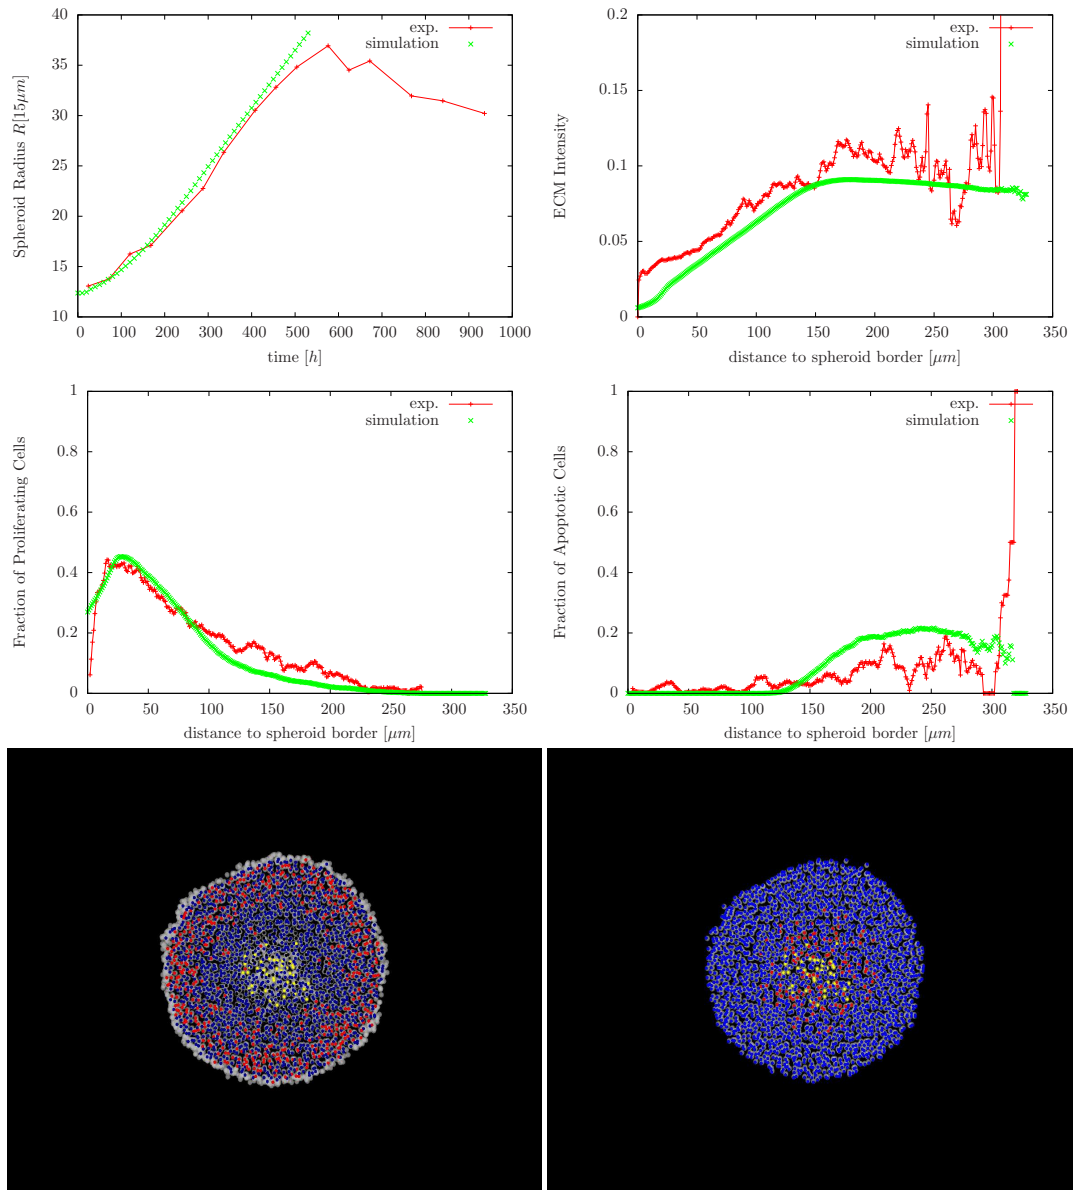 40
35
30
25
20
15
10
0 100 200 300 400 500 600 700 800 900 1000
Spheroid Radius R[15μm]
time [h]
exp.
simulation
0.2
0.15
0.1
0.05
0
0 50 100 150 200 250 300 350
ECM Intensity
distance to spheroid border [μm]
exp.
simulation
1
0.8
0.6
0.4
0.2
0
0 50 100 150 200 250 300 350
Fraction of Proliferating Cells
distance to spheroid border [μm]
exp.
simulation
1
0.8
0.6
0.4
0.2
0
0 50 100 150 200 250 300 350
Fraction of Apoptotic Cells
distance to spheroid border [μm]
exp.
simulation